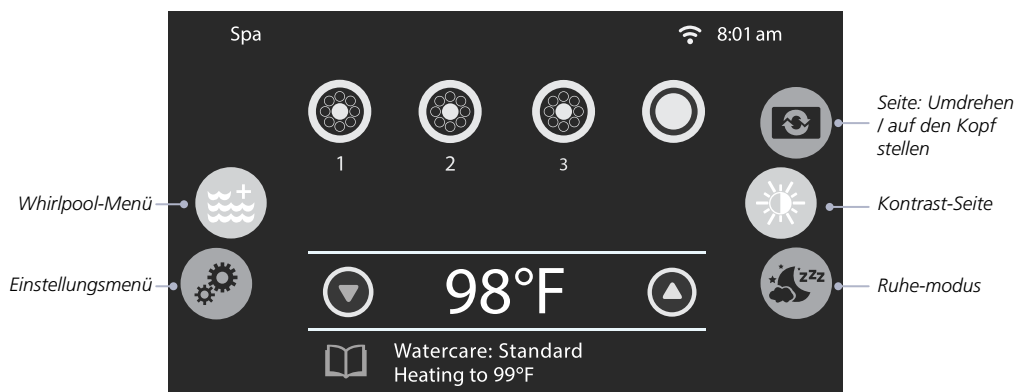 Spa
8:01 am
1
2
3
Seite: Umdrehen
/ auf den Kopf
stellen
Whirlpool-Menü
Kontrast-Seite
Einstellungsmenü
98°F
zzz
Ruhe-modus
Watercare: Standard
Heating to 99°F